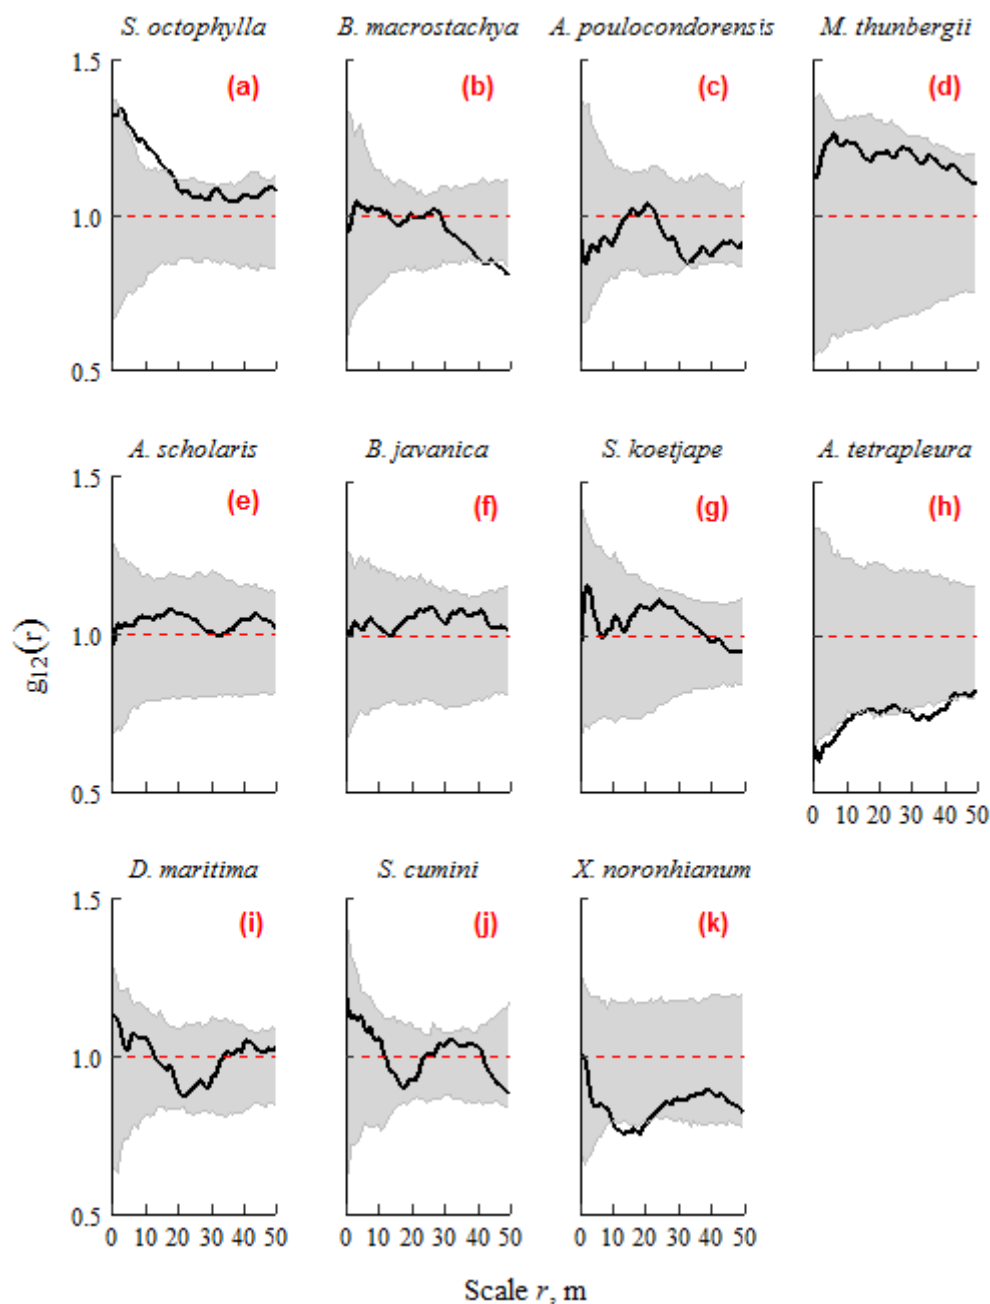 S. octophylla B. macrostachya A. poulocondorensis M. thunbergii
1.5
(a) (b) (c) (d)
1.0
0.5
A. scholaris B. javanica S. koetjape A. tetrapleura
1.5
(e) (f) (g) (h)
1.0
g12(r)
0.5
0 10 20 30 40 50
D. maritima S. cumini X. noronhianum
1.5
(i) (j) (k)
1.0
0.5
0 10 20 30 40 50 0 10 20 30 40 50 0 10 20 30 40 50
Scale r, m